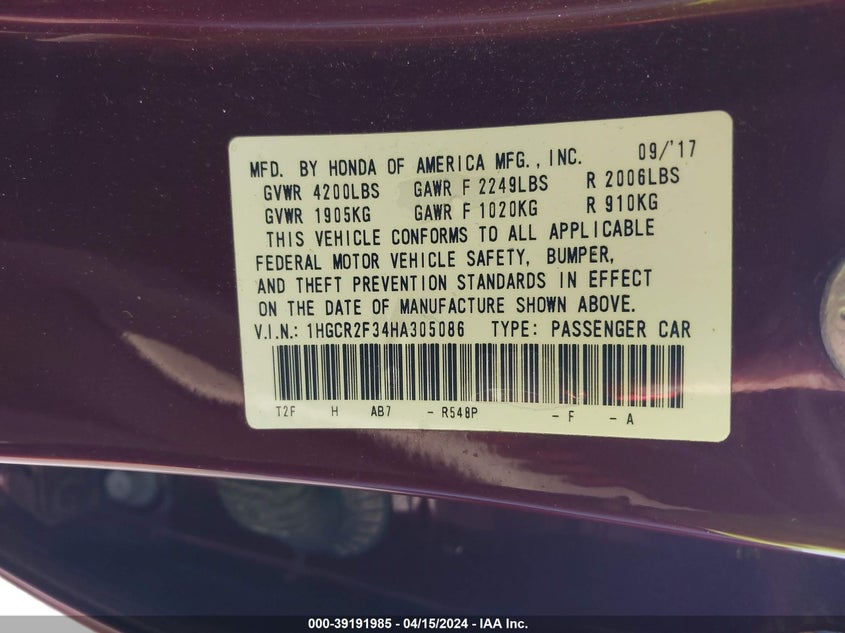 MFD. BY HONDA OF AMERICA MFG., INC. 09/'17
GVWR 4200LBS GAWR F 2249LBS R 2006LBS
GVWR 1905KG GAWR F 1020KG R 910KG
THIS VEHICLE CONFORMS TO ALL APPLICABLE
FEDERAL MOTOR VEHICLE SAFETY, BUMPER,
AND THEFT PREVENTION STANDARDS IN EFFECT
ON THE DATE OF MANUFACTURE SHOWN ABOVE.
V.I.N.: 1HGCR2F34HA305086 TYPE: PASSENGER CAR
T2F H AB7 - R548P - F - A
000-39191985 - 04/15/2024 - IAA Inc.